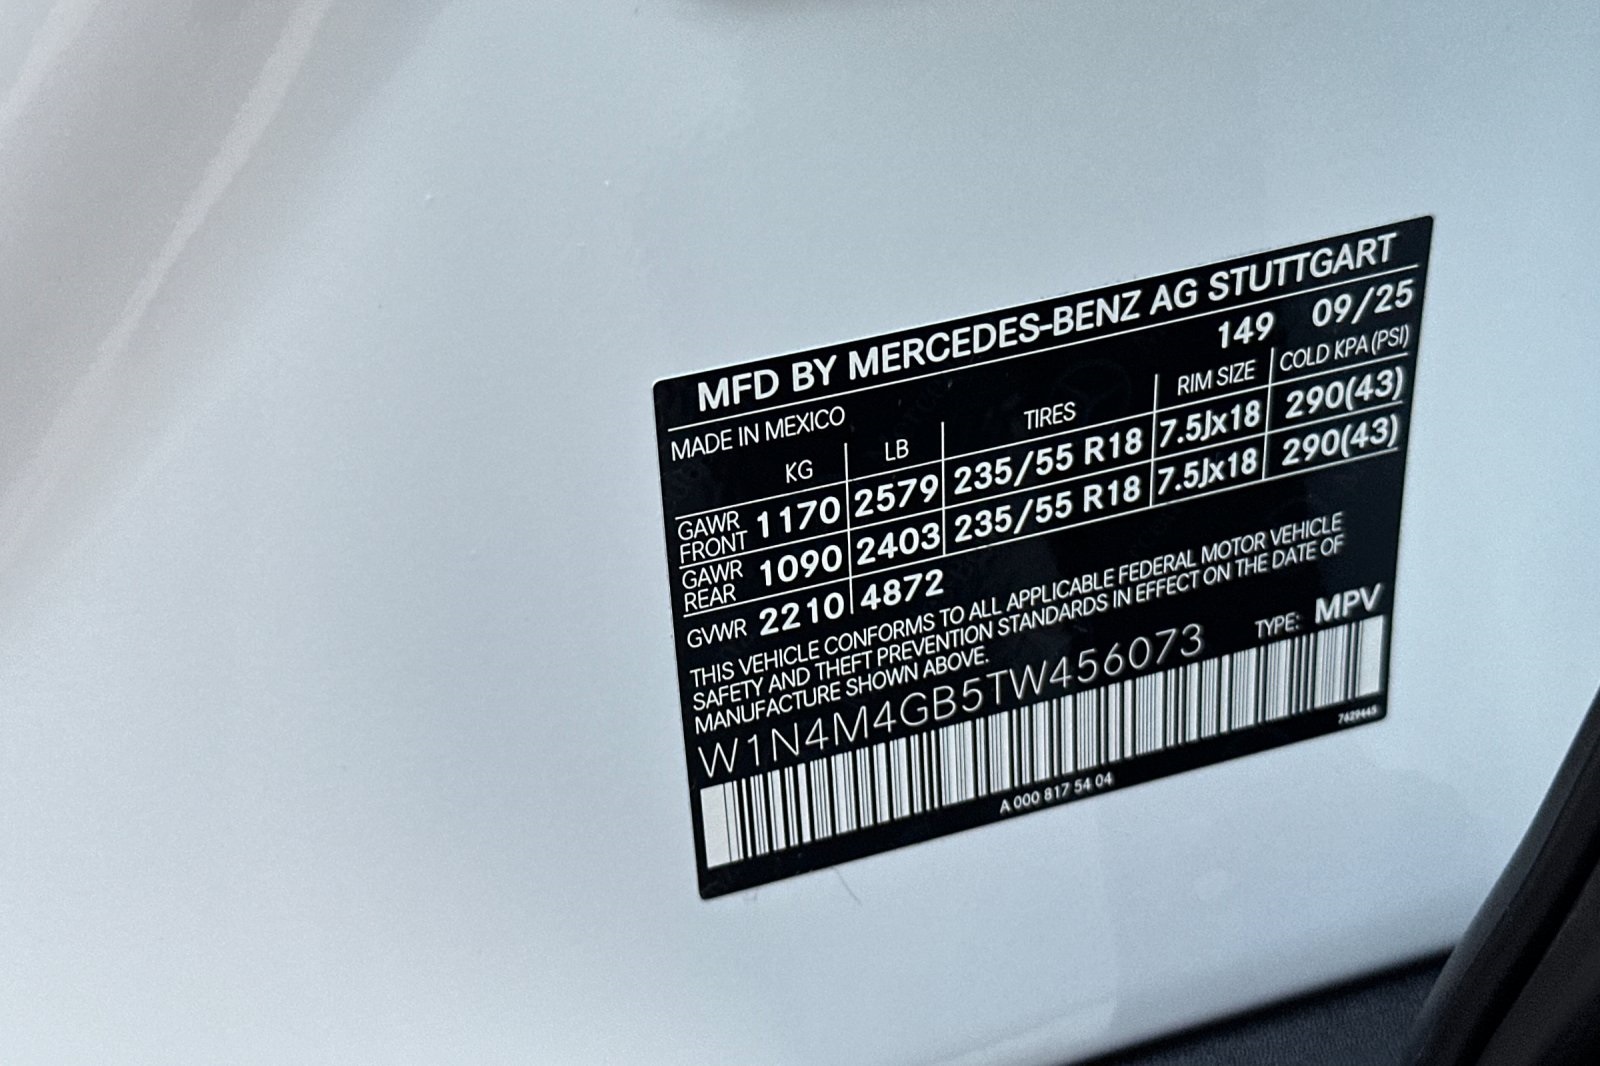 MFD BY MERCEDES-BENZ AG STUTTGART
MADE IN MEXICO 149 09/25
KG LB TIRES RIM SIZE COLD KPA (PSI)
GAWR FRONT 1170 2579 235/55 R18 7.5Jx18 290(43)
GAWR REAR 1090 2403 235/55 R18 7.5Jx18 290(43)
GVWR 2210 4872
THIS VEHICLE CONFORMS TO ALL APPLICABLE FEDERAL MOTOR VEHICLE
SAFETY AND THEFT PREVENTION STANDARDS IN EFFECT ON THE DATE OF
MANUFACTURE SHOWN ABOVE.
W1N4M4GB5TW456073 TYPE: MPV
A 000 817 54 04 7429445